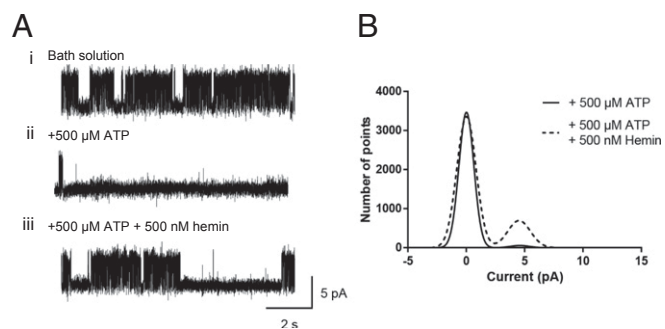 A
i Bath solution
ii +500 µM ATP
iii +500 µM ATP + 500 nM hemin
5 pA
2 s
B
+ 500 µM ATP
+ 500 µM ATP
+ 500 nM Hemin
Number of points
4000
3000
2000
1000
0
-5 0 5 10 15
Current (pA)